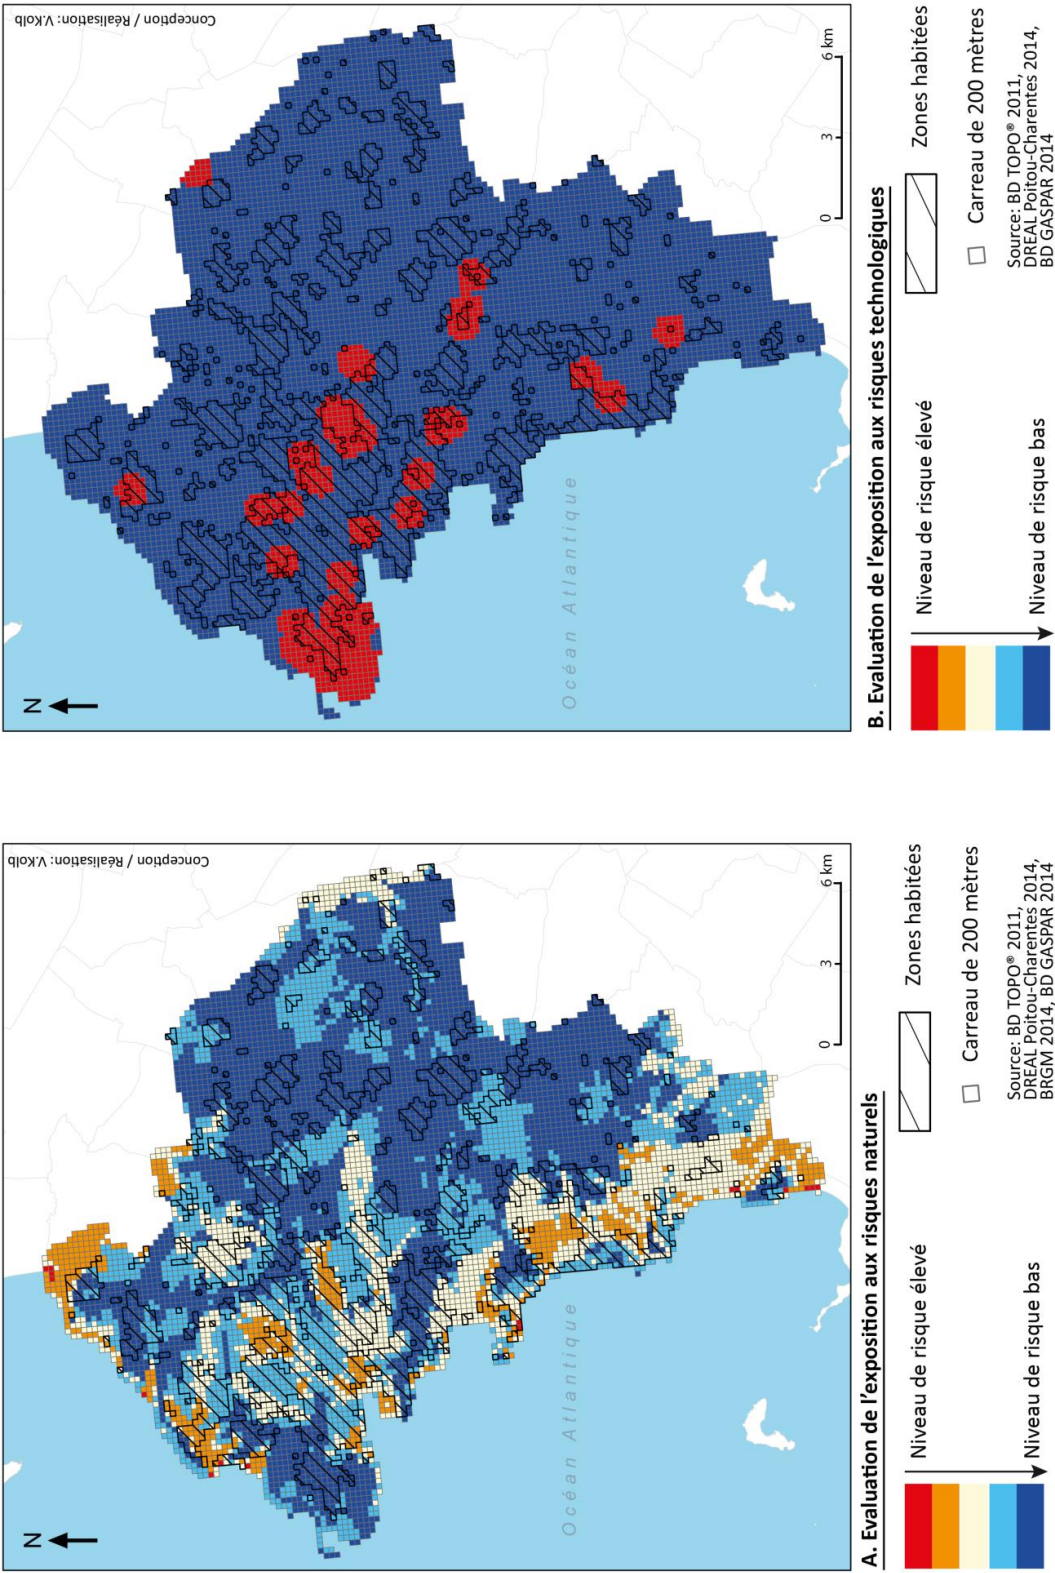 N
Conception / Réalisation : V.Kolb
Océan Atlantique
0 3 6 km
A. Evaluation de l'exposition aux risques naturels
Niveau de risque élevé
Niveau de risque bas
Zones habitées
Carreau de 200 mètres
Source: BD TOPO® 2011,
DREAL Poitou-Charentes 2014,
BRGM 2014, BD GASPAR 2014
N
Conception / Réalisation : V.Kolb
Océan Atlantique
0 3 6 km
B. Evaluation de l'exposition aux risques technologiques
Niveau de risque élevé
Niveau de risque bas
Zones habitées
Carreau de 200 mètres
Source: BD TOPO® 2011,
DREAL Poitou-Charentes 2014,
BD GASPAR 2014